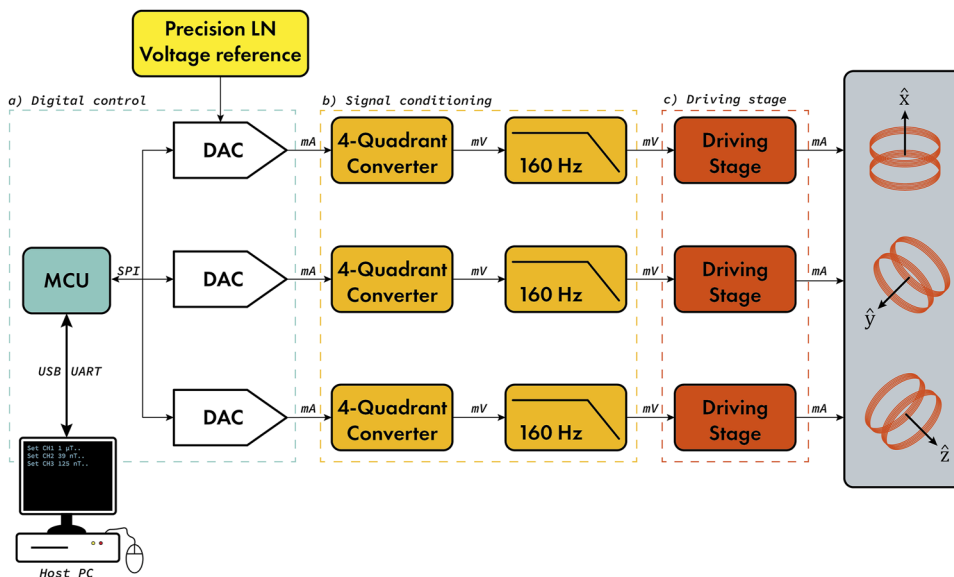 Precision LN
Voltage reference
a) Digital control
b) Signal conditioning
c) Driving stage
DAC
mA
4-Quadrant
Converter
mV
160 Hz
mV
Driving
Stage
mA
x̂
MCU
SPI
DAC
mA
4-Quadrant
Converter
mV
160 Hz
mV
Driving
Stage
mA
ŷ
USB UART
DAC
mA
4-Quadrant
Converter
mV
160 Hz
mV
Driving
Stage
mA
ẑ
Set CH1 1 µT..
Set CH2 39 nT..
Set CH3 125 nT..
Host PC